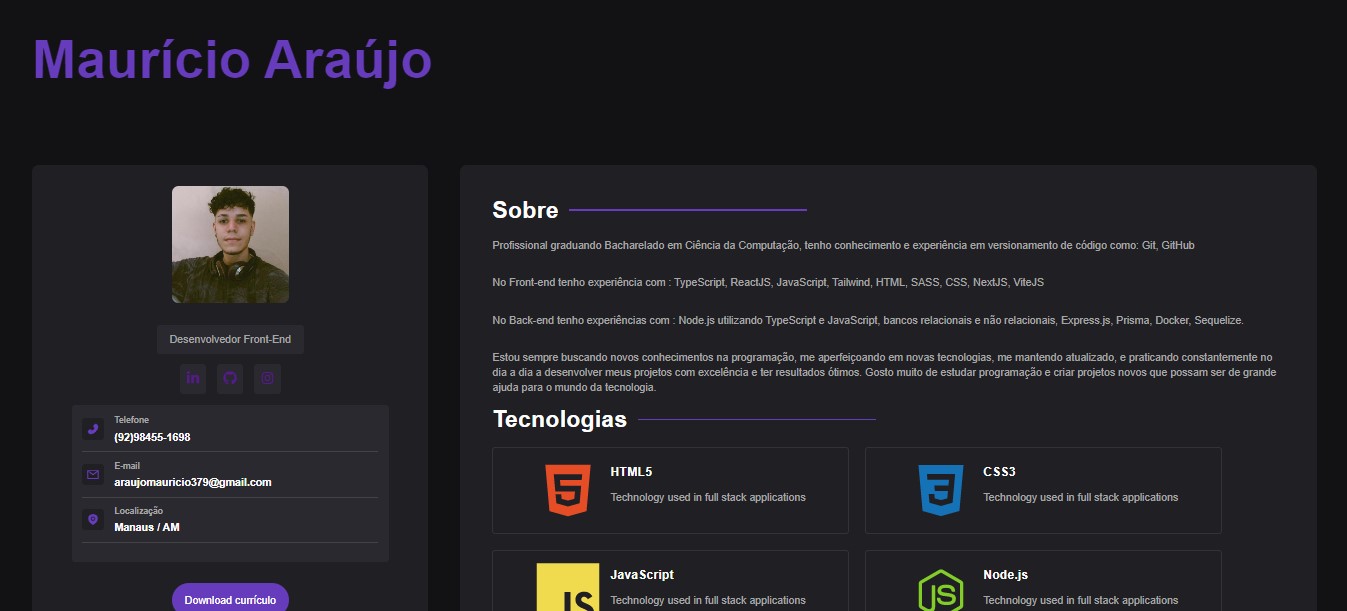 Maurício Araújo
Desenvolvedor Front-End
Telefone
(92)98455-1698
E-mail
araujomauricio379@gmail.com
Localização
Manaus / AM
Download currículo
Sobre
Profissional graduando Bacharelado em Ciência da Computação, tenho conhecimento e experiência em versionamento de código como: Git, GitHub
No Front-end tenho experiência com : TypeScript, ReactJS, JavaScript, Tailwind, HTML, SASS, CSS, NextJS, ViteJS
No Back-end tenho experiências com : Node.js utilizando TypeScript e JavaScript, bancos relacionais e não relacionais, Express.js, Prisma, Docker, Sequelize.
Estou sempre buscando novos conhecimentos na programação, me aperfeiçoando em novas tecnologias, me mantendo atualizado, e praticando constantemente no
dia a dia a desenvolver meus projetos com excelência e ter resultados ótimos. Gosto muito de estudar programação e criar projetos novos que possam ser de grande
ajuda para o mundo da tecnologia.
Tecnologias
HTML5
Technology used in full stack applications
CSS3
Technology used in full stack applications
JS
JavaScript
Technology used in full stack applications
JS
Node.js
Technology used in full stack applications